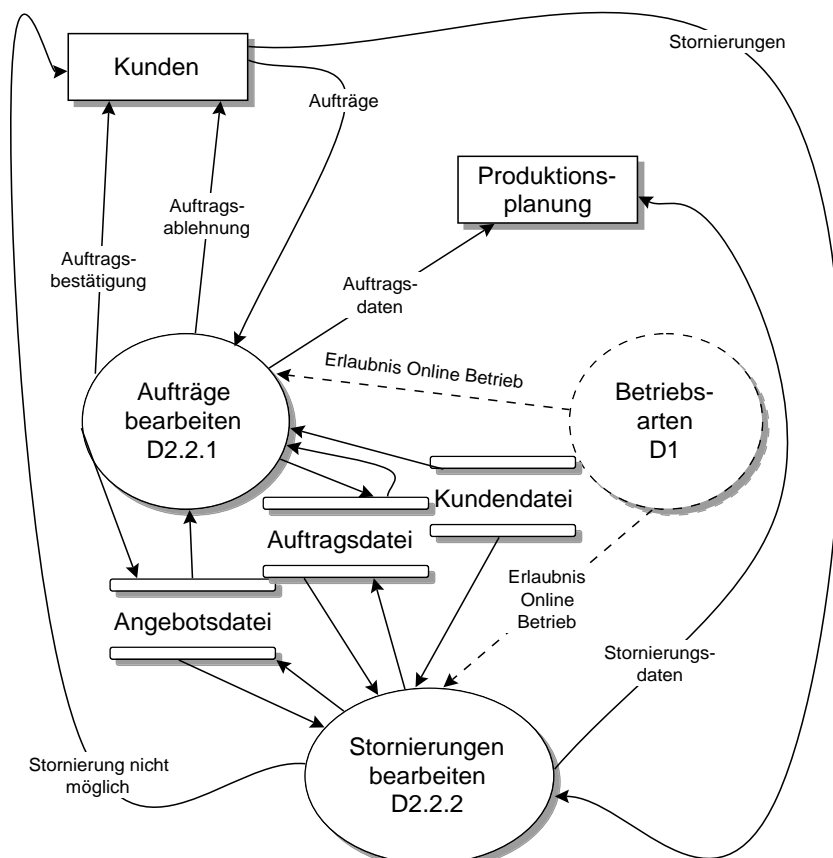 Stornierungen
Kunden
Aufträge
Produktions-
planung
Auftrags-
ablehnung
Auftrags-
bestätigung
Auftrags-
daten
Erlaubnis Online Betrieb
Aufträge
bearbeiten
D2.2.1
Betriebs-
arten
D1
Kundendatei
Auftragsdatei
Erlaubnis
Online
Betrieb
Angebotsdatei
Stornierungs-
daten
Stornierung nicht
möglich
Stornierungen
bearbeiten
D2.2.2